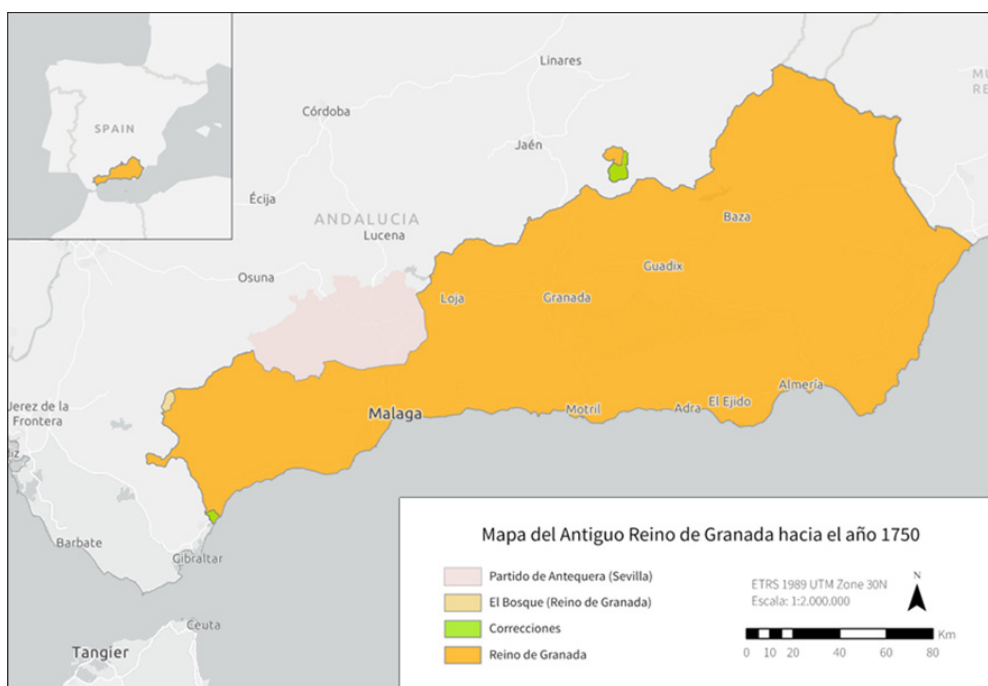 SPAIN
Linares
MU
RE
Córdoba
Jaén
Écija
ANDALUCIA
Lucena
Baza
Osuna
Guadix
Loja
Granada
Almería
Jerez de la
Frontera
Malaga
Motril
Adra
El Ejido
Barbate
Gibraltar
Ceuta
Tangier
Mapa del Antiguo Reino de Granada hacia el año 1750
Partido de Antequera (Sevilla)
El Bosque (Reino de Granada)
Correcciones
Reino de Granada
ETRS 1989 UTM Zone 30N
Escala: 1:2.000.000
N
Km
0 10 20 40 60 80